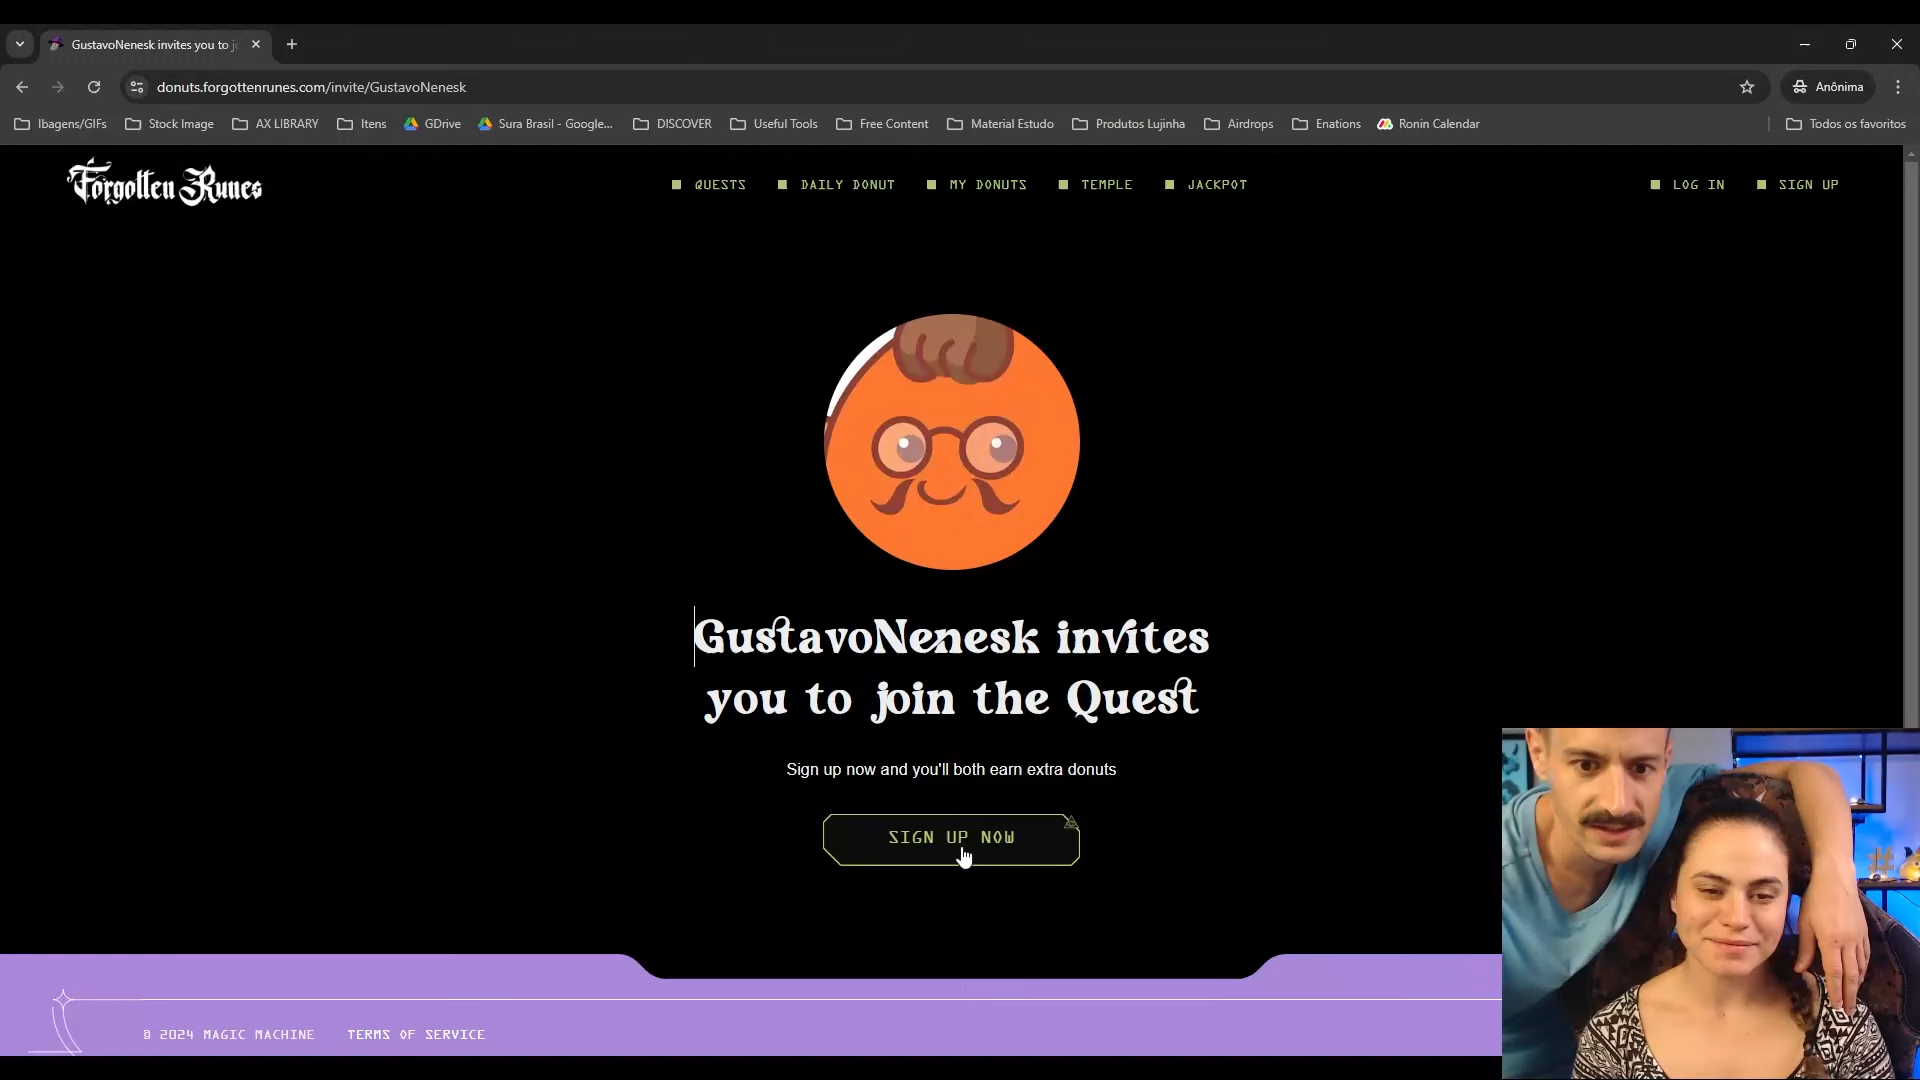 GustavoNenesk invites you to jo
donuts.forgottenrunes.com/invite/GustavoNenesk
Anônima
Ibagens/GIFs
Stock Image
AX LIBRARY
Itens
GDrive
Sura Brasil - Google...
DISCOVER
Useful Tools
Free Content
Material Estudo
Produtos Lujinha
Airdrops
Enations
Ronin Calendar
Todos os favoritos
Forgotten Runes
QUESTS
DAILY DONUT
MY DONUTS
TEMPLE
JACKPOT
LOG IN
SIGN UP
GustavoNenesk invites
you to join the Quest
Sign up now and you'll both earn extra donuts
SIGN UP NOW
© 2024 MAGIC MACHINE
TERMS OF SERVICE